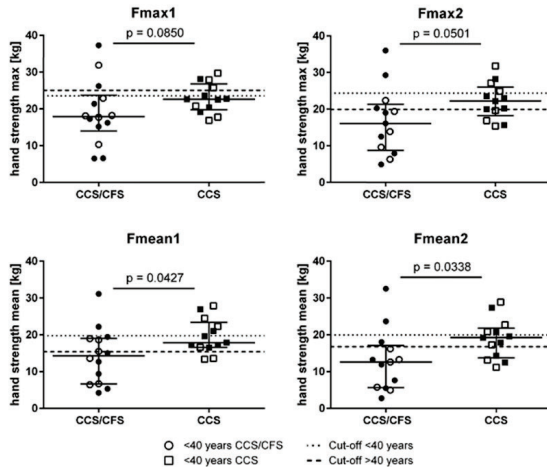 Fmax1
p = 0.0850
hand strength max [kg]
40
30
20
10
0
CCS/CFS
CCS
Fmax2
p = 0.0501
hand strength max [kg]
40
30
20
10
0
CCS/CFS
CCS
Fmean1
p = 0.0427
hand strength mean [kg]
40
30
20
10
0
CCS/CFS
CCS
Fmean2
p = 0.0338
hand strength mean [kg]
40
30
20
10
0
CCS/CFS
CCS
<40 years CCS/CFS
Cut-off <40 years
<40 years CCS
Cut-off >40 years